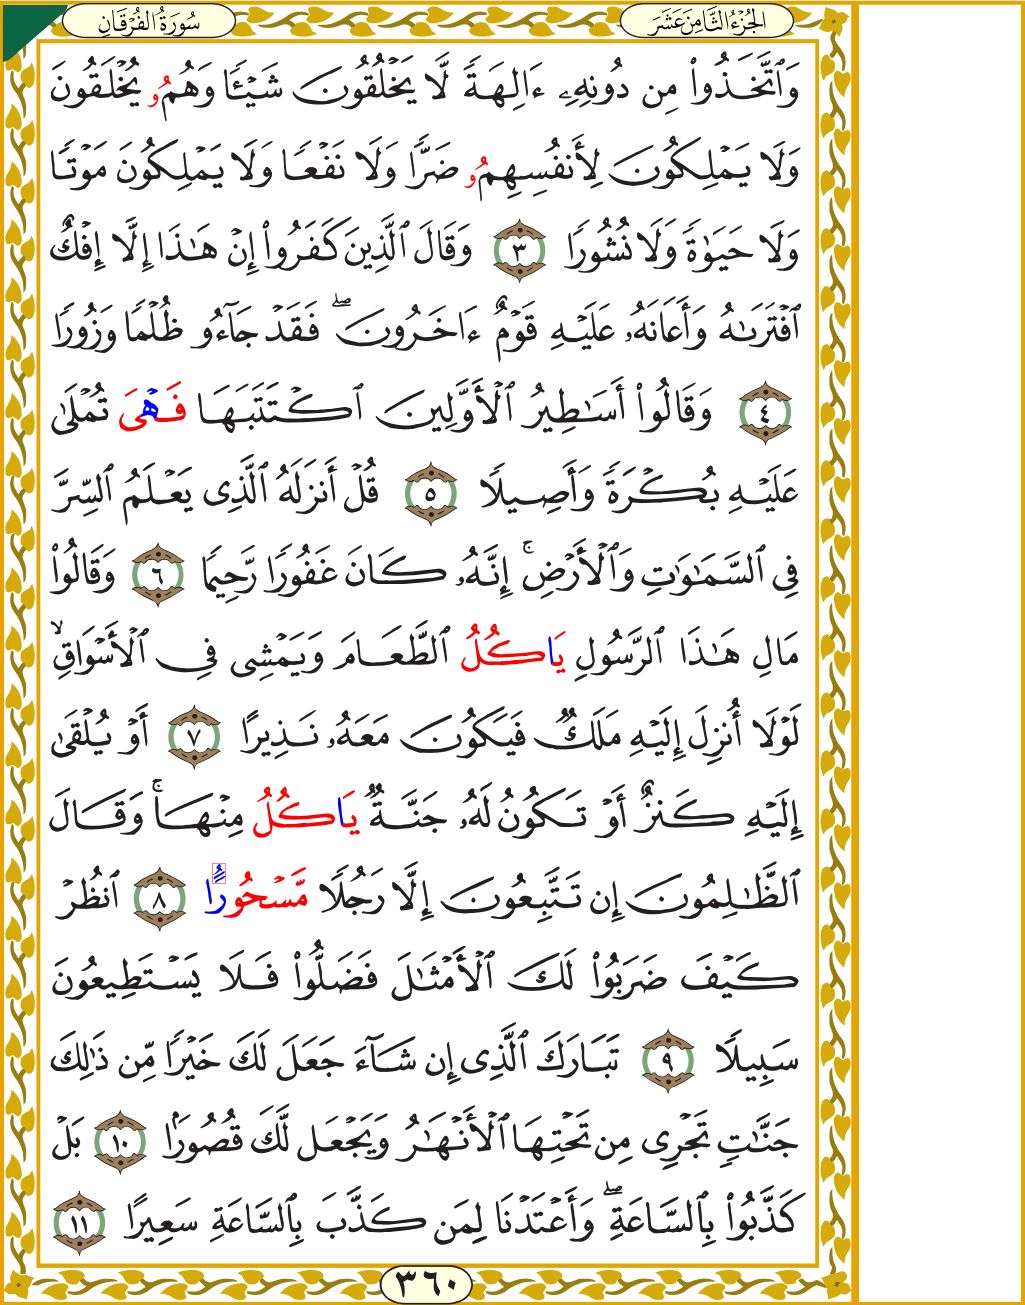 الجُزْءُ الثَّامِنَ عَشَرَ
سُورَةُ الفُرْقَانِ
وَٱتَّخَذُوا۟ مِن دُونِهِۦ ءَالِهَةً لَّا يَخْلُقُونَ شَيْـًٔا وَهُمُو يُخْلَقُونَ
وَلَا يَمْلِكُونَ لِأَنفُسِهِمُو ضَرًّا وَلَا نَفْعًا وَلَا يَمْلِكُونَ مَوْتًا
وَلَا حَيَوٰةً وَلَا نُشُورًا ٣ وَقَالَ ٱلَّذِينَ كَفَرُوٓا۟ إِنْ هَٰذَا إِلَّا إِفْكٌ
ٱفْتَرَىٰهُ وَأَعَانَهُۥ عَلَيْهِ قَوْمٌ ءَاخَرُونَ ۖ فَقَدْ جَآءُو ظُلْمًا وَزُورًا
٤ وَقَالُوا۟ أَسَٰطِيرُ ٱلْأَوَّلِينَ ٱكْتَتَبَهَا فَهْىَ تُمْلَىٰ
عَلَيْهِ بُكْرَةً وَأَصِيلًا ٥ قُلْ أَنزَلَهُ ٱلَّذِى يَعْلَمُ ٱلسِّرَّ
فِى ٱلسَّمَٰوَٰتِ وَٱلْأَرْضِ ۚ إِنَّهُۥ كَانَ غَفُورًا رَّحِيمًا ٦ وَقَالُوا۟
مَالِ هَٰذَا ٱلرَّسُولِ يَاكُلُ ٱلطَّعَامَ وَيَمْشِى فِى ٱلْأَسْوَاقِ ۙ
لَوْلَا أُنزِلَ إِلَيْهِ مَلَكٌ فَيَكُونَ مَعَهُۥ نَذِيرًا ٧ أَوْ يُلْقَىٰ
إِلَيْهِ كَنزٌ أَوْ تَكُونُ لَهُۥ جَنَّةٌ يَاكُلُ مِنْهَا ۚ وَقَالَ
ٱلظَّٰلِمُونَ إِن تَتَّبِعُونَ إِلَّا رَجُلًا مَّسْحُورًا ٨ ٱنظُرْ
كَيْفَ ضَرَبُوا۟ لَكَ ٱلْأَمْثَٰلَ فَضَلُّوا۟ فَلَا يَسْتَطِيعُونَ
سَبِيلًا ٩ تَبَارَكَ ٱلَّذِى إِن شَآءَ جَعَلَ لَكَ خَيْرًا مِّن ذَٰلِكَ
جَنَّٰتٍ تَجْرِى مِن تَحْتِهَا ٱلْأَنْهَٰرُ وَيَجْعَل لَّكَ قُصُورًا ١٠ بَلْ
كَذَّبُوا۟ بِٱلسَّاعَةِ ۖ وَأَعْتَدْنَا لِمَن كَذَّبَ بِٱلسَّاعَةِ سَعِيرًا ١١
٣٦٠